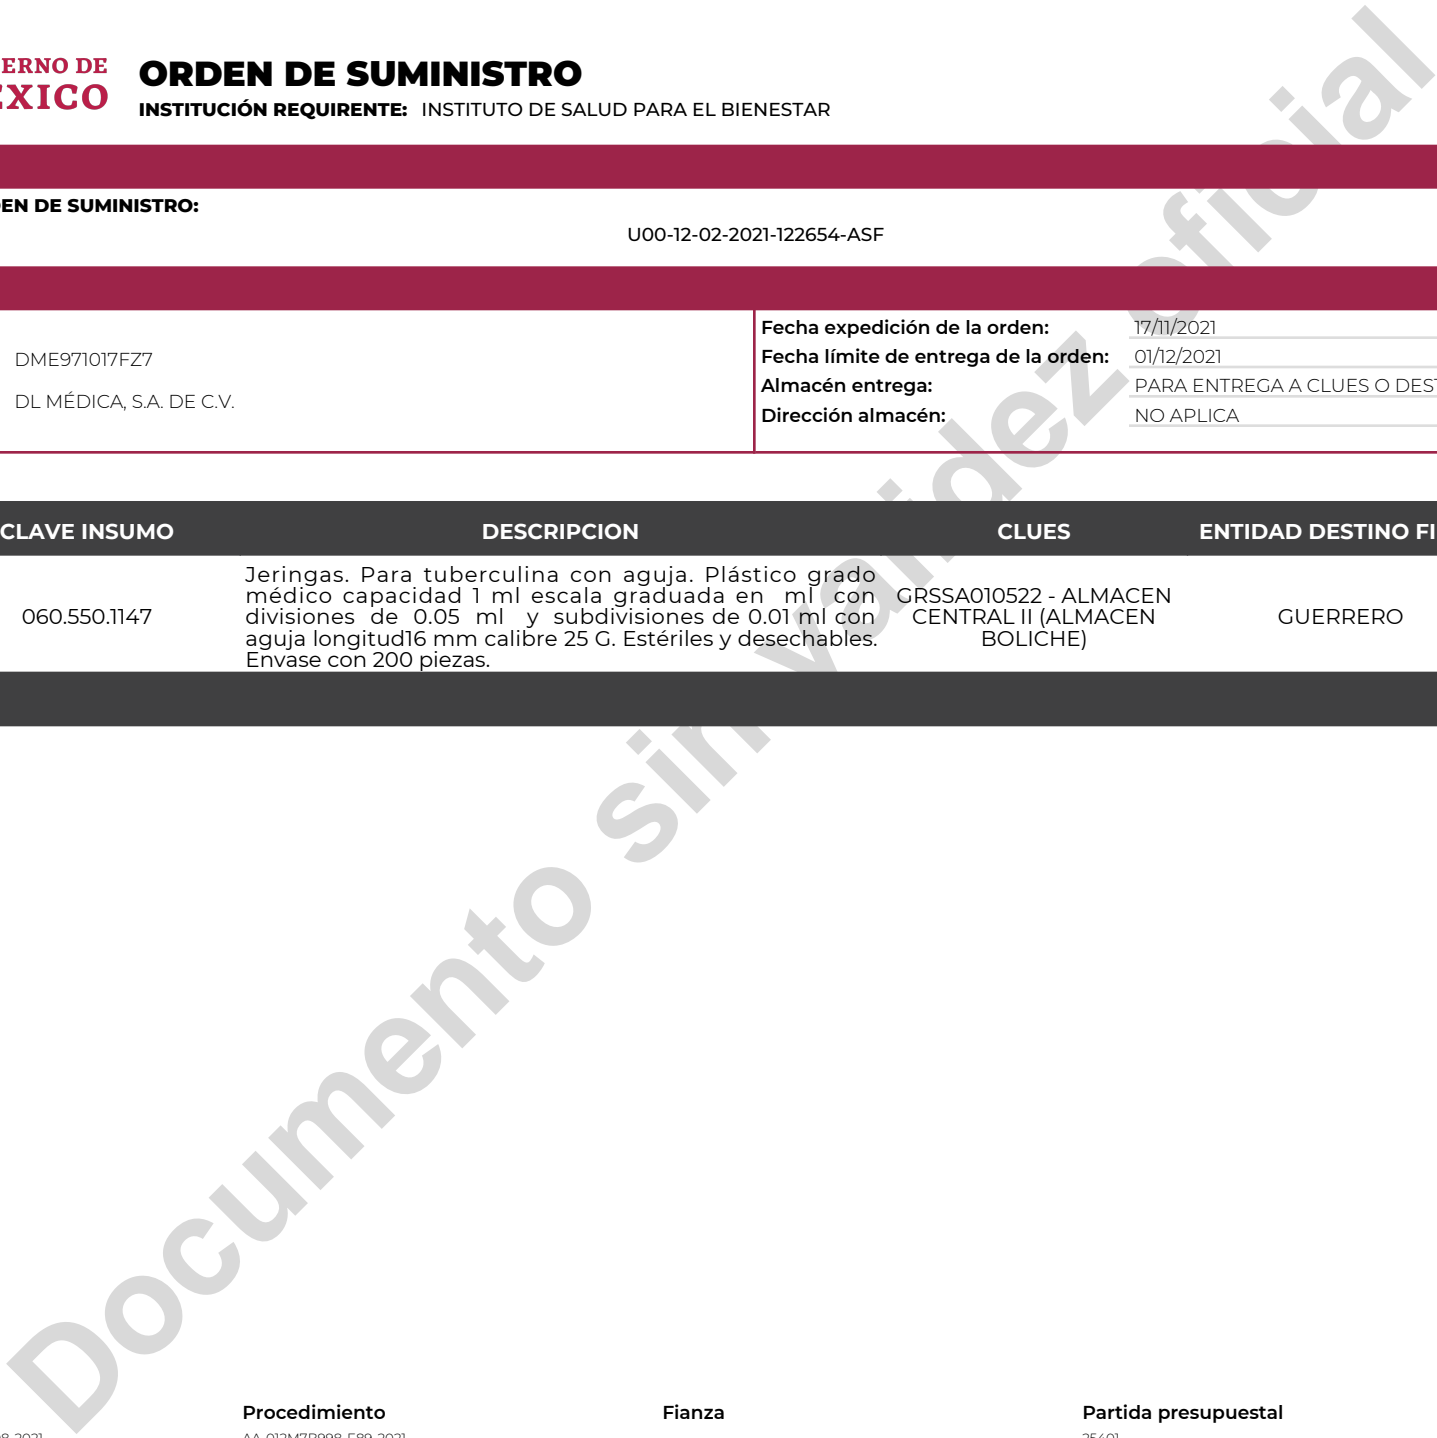 ERNO DE
EXICO
ORDEN DE SUMINISTRO
INSTITUCIÓN REQUIRENTE: INSTITUTO DE SALUD PARA EL BIENESTAR
EN DE SUMINISTRO:
U00-12-02-2021-122654-ASF
DME971017FZ7
DL MÉDICA, S.A. DE C.V.
Fecha expedición de la orden: 17/11/2021
Fecha límite de entrega de la orden: 01/12/2021
Almacén entrega: PARA ENTREGA A CLUES O DEST
Dirección almacén: NO APLICA
CLAVE INSUMO DESCRIPCION CLUES ENTIDAD DESTINO FI
060.550.1147
Jeringas. Para tuberculina con aguja. Plástico grado
médico capacidad 1 ml escala graduada en ml con
divisiones de 0.05 ml y subdivisiones de 0.01 ml con
aguja longitud16 mm calibre 25 G. Estériles y desechables.
Envase con 200 piezas.
GRSSA010522 - ALMACEN
CENTRAL II (ALMACEN
BOLICHE)
GUERRERO
Documento sin validez oficial
Procedimiento Fianza Partida presupuestal